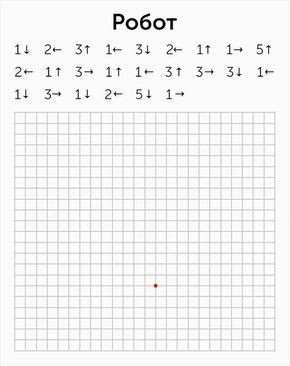 Робот
1↓ 2← 3↑ 1← 3↓ 2← 1↑ 1→ 5↑
2← 1↑ 3→ 1↑ 1← 3↑ 3→ 3↓ 1←
1↓ 3→ 1↓ 2← 5↓ 1→